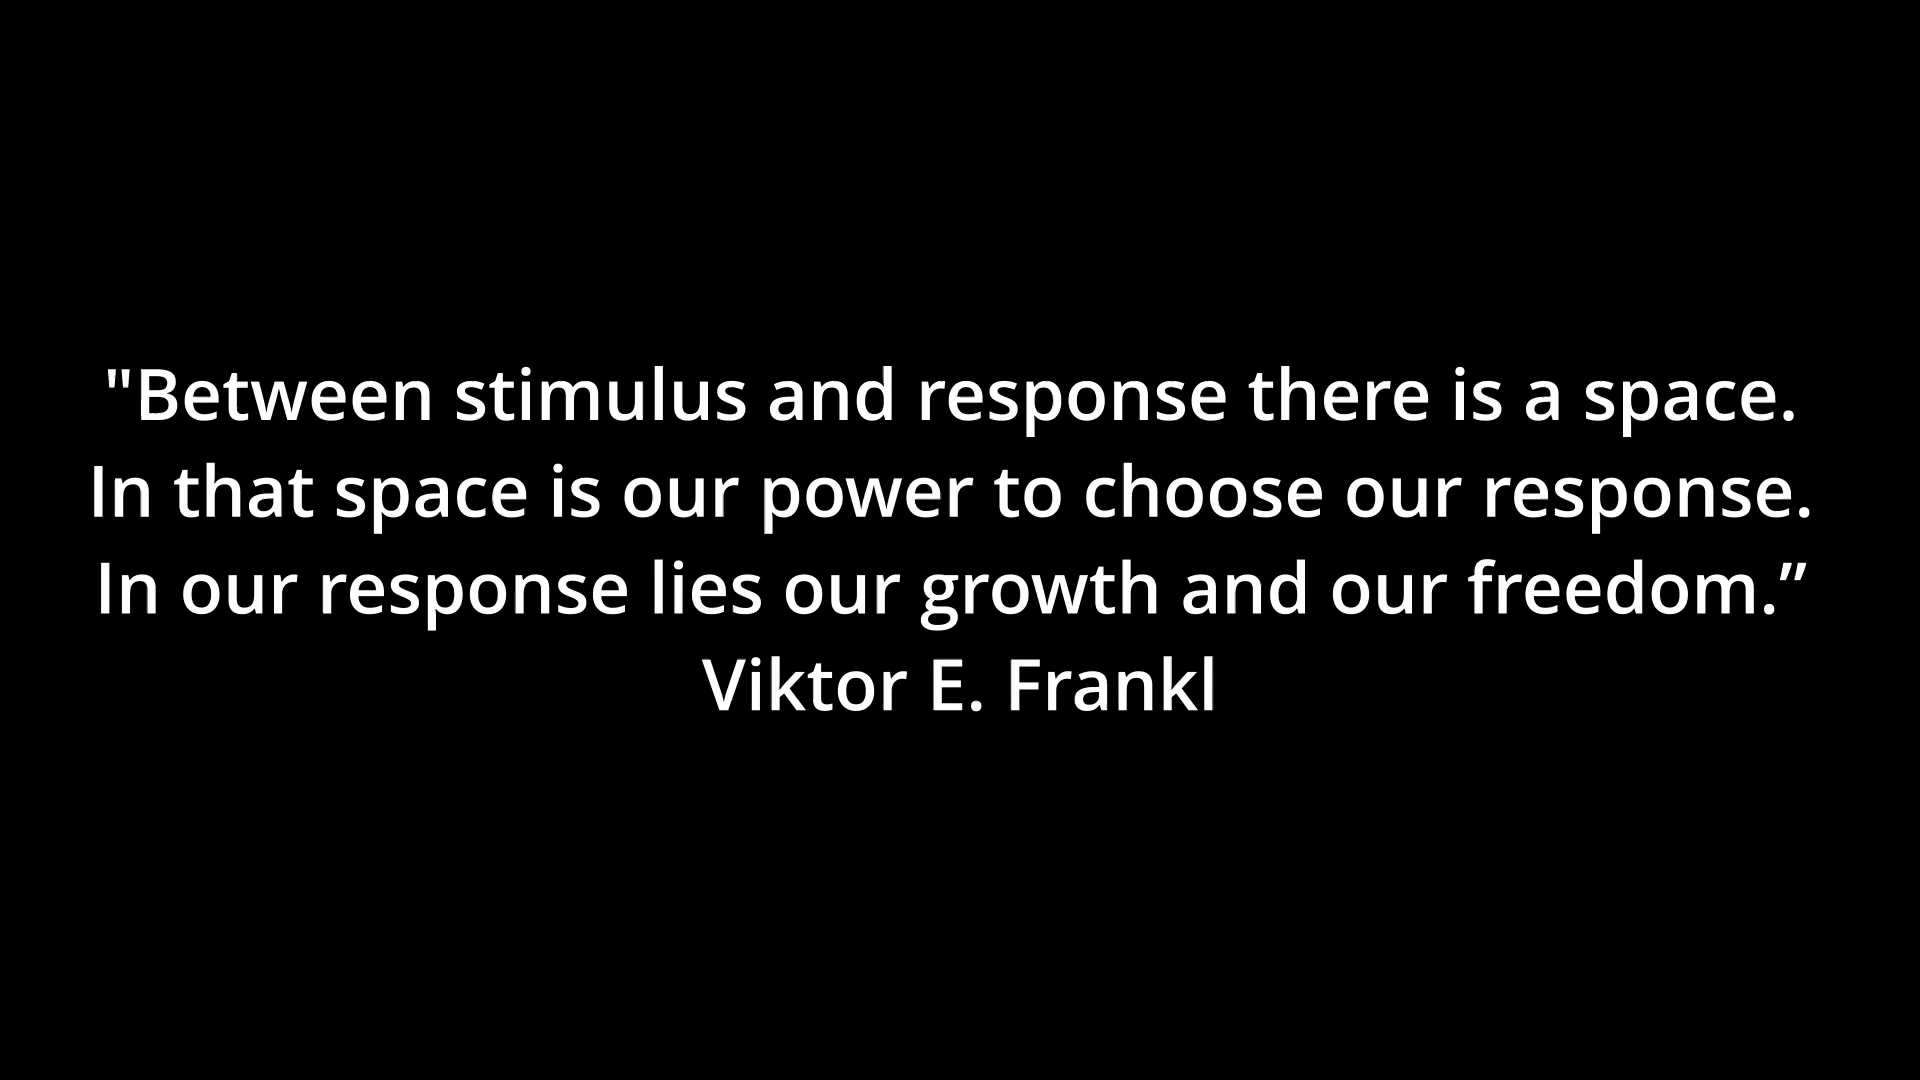 "Between stimulus and response there is a space.
In that space is our power to choose our response.
In our response lies our growth and our freedom.”
Viktor E. Frankl